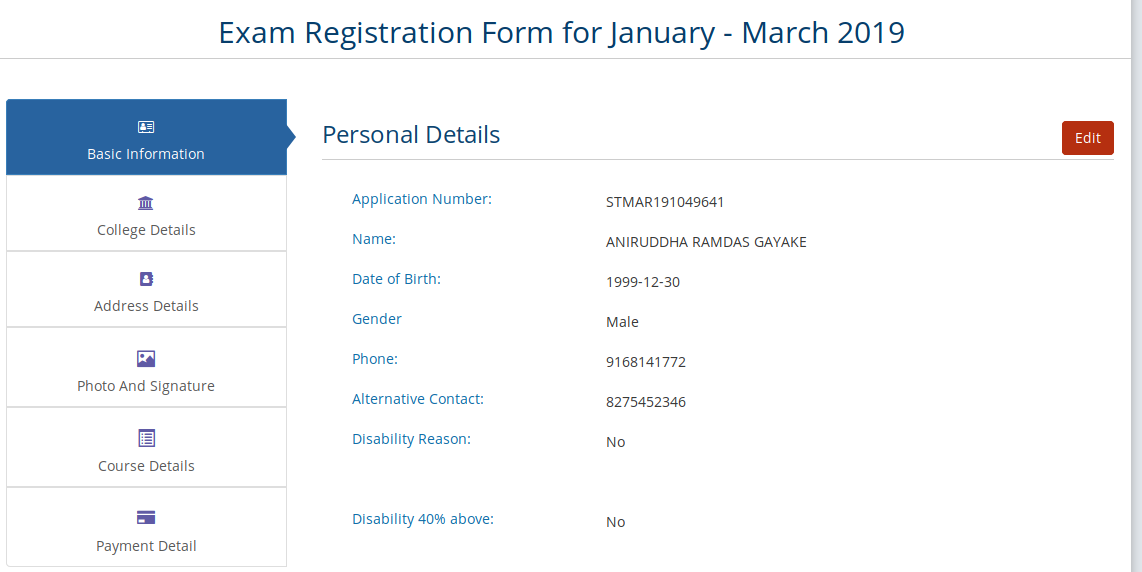 Exam Registration Form for January - March 2019
Basic Information
College Details
Address Details
Photo And Signature
Course Details
Payment Detail
Personal Details
Edit
Application Number: STMAR191049641
Name: ANIRUDDHA RAMDAS GAYAKE
Date of Birth: 1999-12-30
Gender Male
Phone: 9168141772
Alternative Contact: 8275452346
Disability Reason: No
Disability 40% above: No